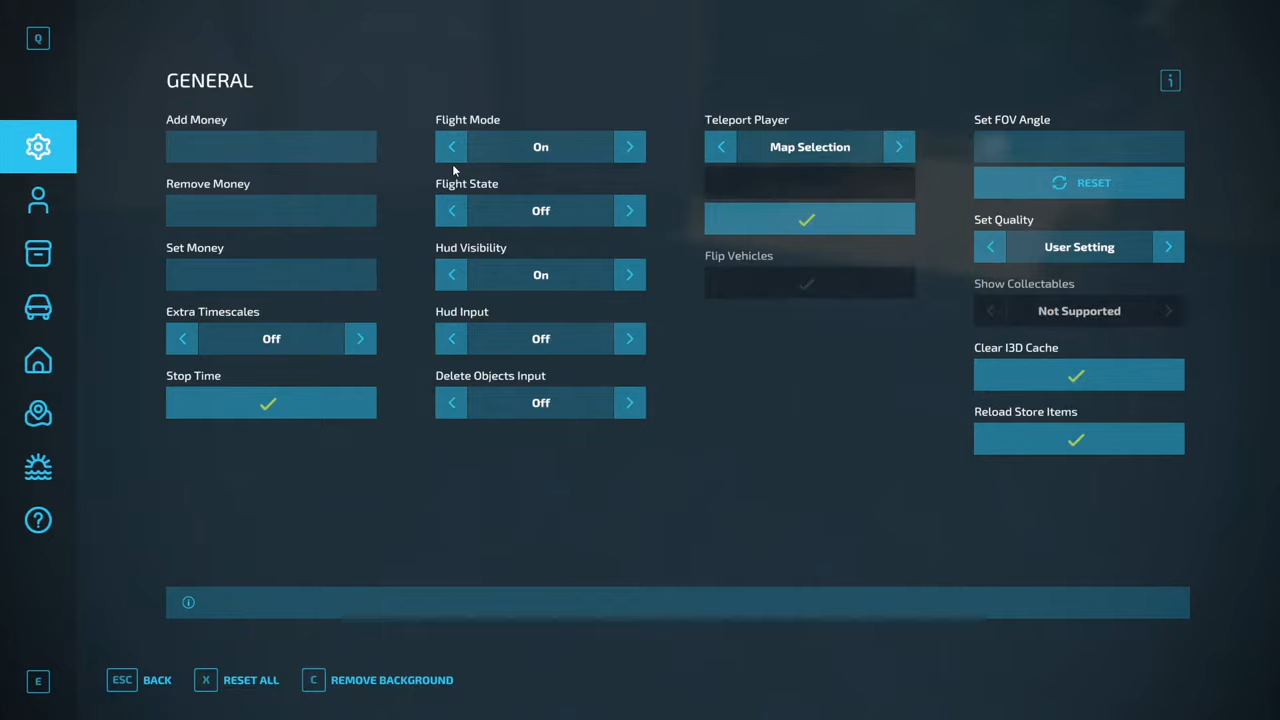 Q
GENERAL
i
Add Money
Remove Money
Set Money
Extra Timescales
Off
Stop Time
Flight Mode
On
Flight State
Off
Hud Visibility
On
Hud Input
Off
Delete Objects Input
Off
Teleport Player
Map Selection
Flip Vehicles
Set FOV Angle
RESET
Set Quality
User Setting
Show Collectables
Not Supported
Clear I3D Cache
Reload Store Items
?
i
E
ESC BACK X RESET ALL C REMOVE BACKGROUND